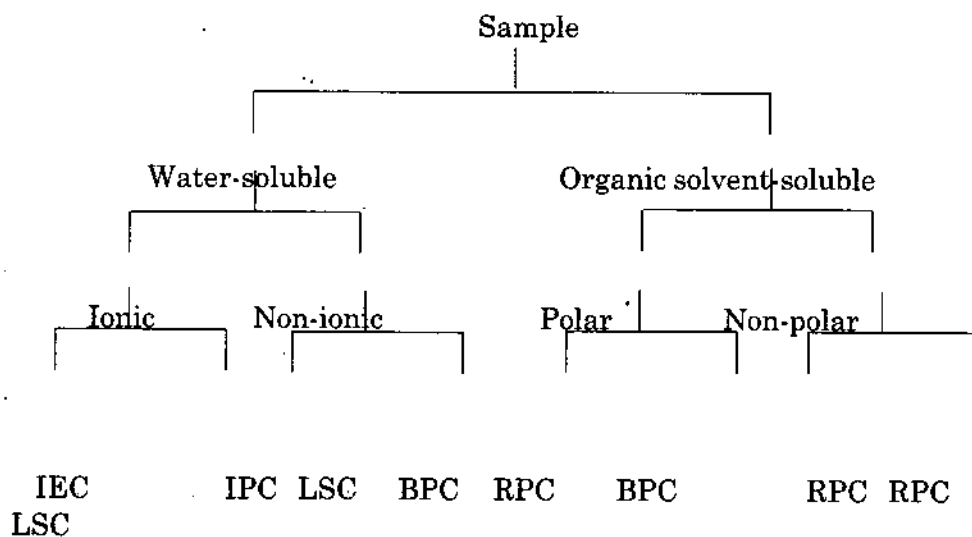 Sample
Water-soluble Organic solvent-soluble
Ionic Non-ionic Polar Non-polar
IEC IPC LSC BPC RPC BPC RPC RPC
LSC